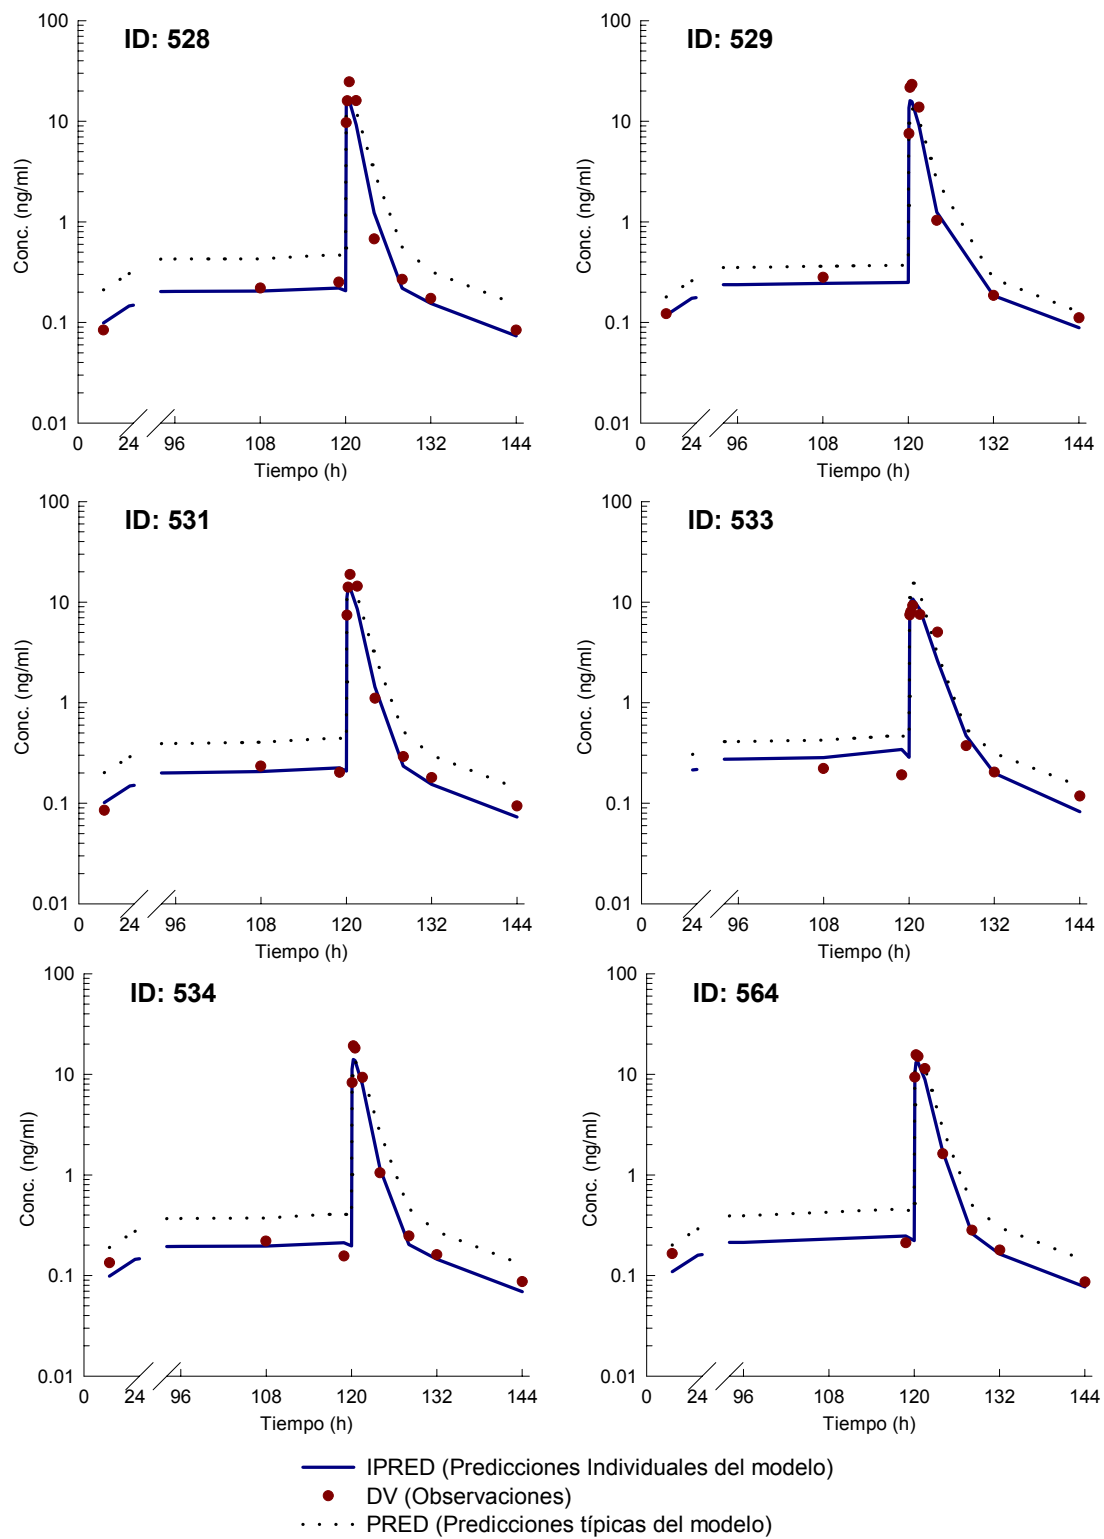 ID: 528
100
10
1
0.1
0.01
Conc. (ng/ml)
0 24 96 108 120 132 144
Tiempo (h)
ID: 529
100
10
1
0.1
0.01
Conc. (ng/ml)
0 24 96 108 120 132 144
Tiempo (h)
ID: 531
100
10
1
0.1
0.01
Conc. (ng/ml)
0 24 96 108 120 132 144
Tiempo (h)
ID: 533
100
10
1
0.1
0.01
Conc. (ng/ml)
0 24 96 108 120 132 144
Tiempo (h)
ID: 534
100
10
1
0.1
0.01
Conc. (ng/ml)
0 24 96 108 120 132 144
Tiempo (h)
ID: 564
100
10
1
0.1
0.01
Conc. (ng/ml)
0 24 96 108 120 132 144
Tiempo (h)
IPRED (Predicciones Individuales del modelo)
DV (Observaciones)
PRED (Predicciones típicas del modelo)